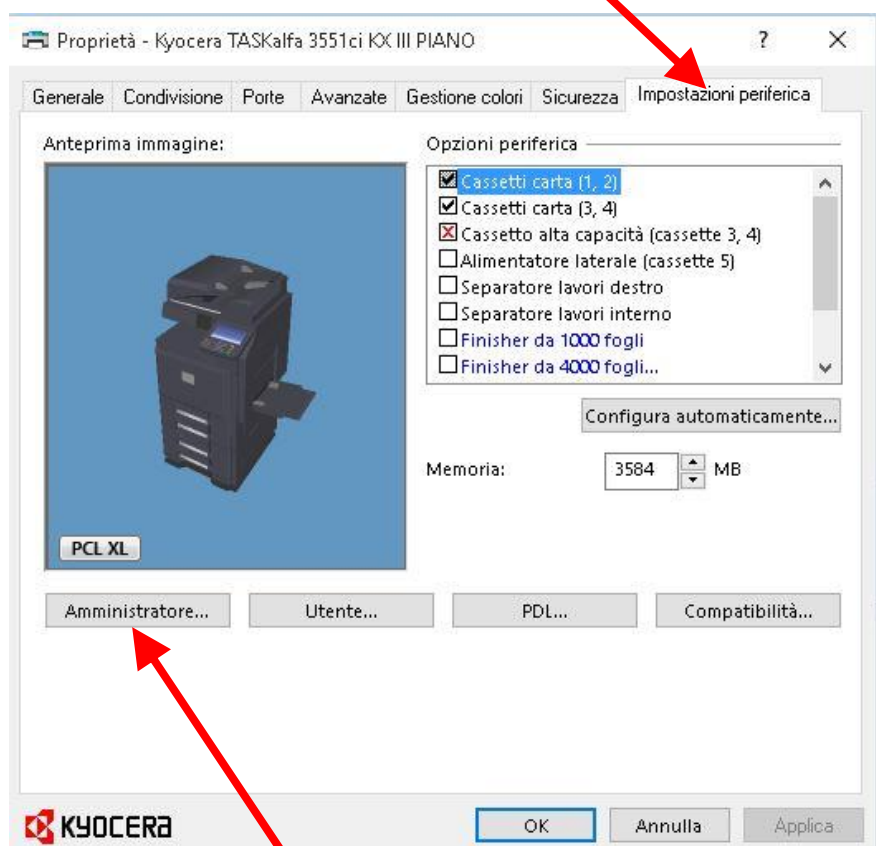 Proprietà - Kyocera TASKalfa 3551ci KX III PIANO
?
Generale Condivisione Porte Avanzate Gestione colori Sicurezza Impostazioni periferica
Anteprima immagine:
Opzioni periferica
Cassetti carta (1, 2)
Cassetti carta (3, 4)
Cassetto alta capacità (cassette 3, 4)
Alimentatore laterale (cassette 5)
Separatore lavori destro
Separatore lavori interno
Finisher da 1000 fogli
Finisher da 4000 fogli...
Configura automaticamente...
Memoria: 3584 MB
PCL XL
Amministratore... Utente... PDL... Compatibilità...
KYOCERA OK Annulla Applica